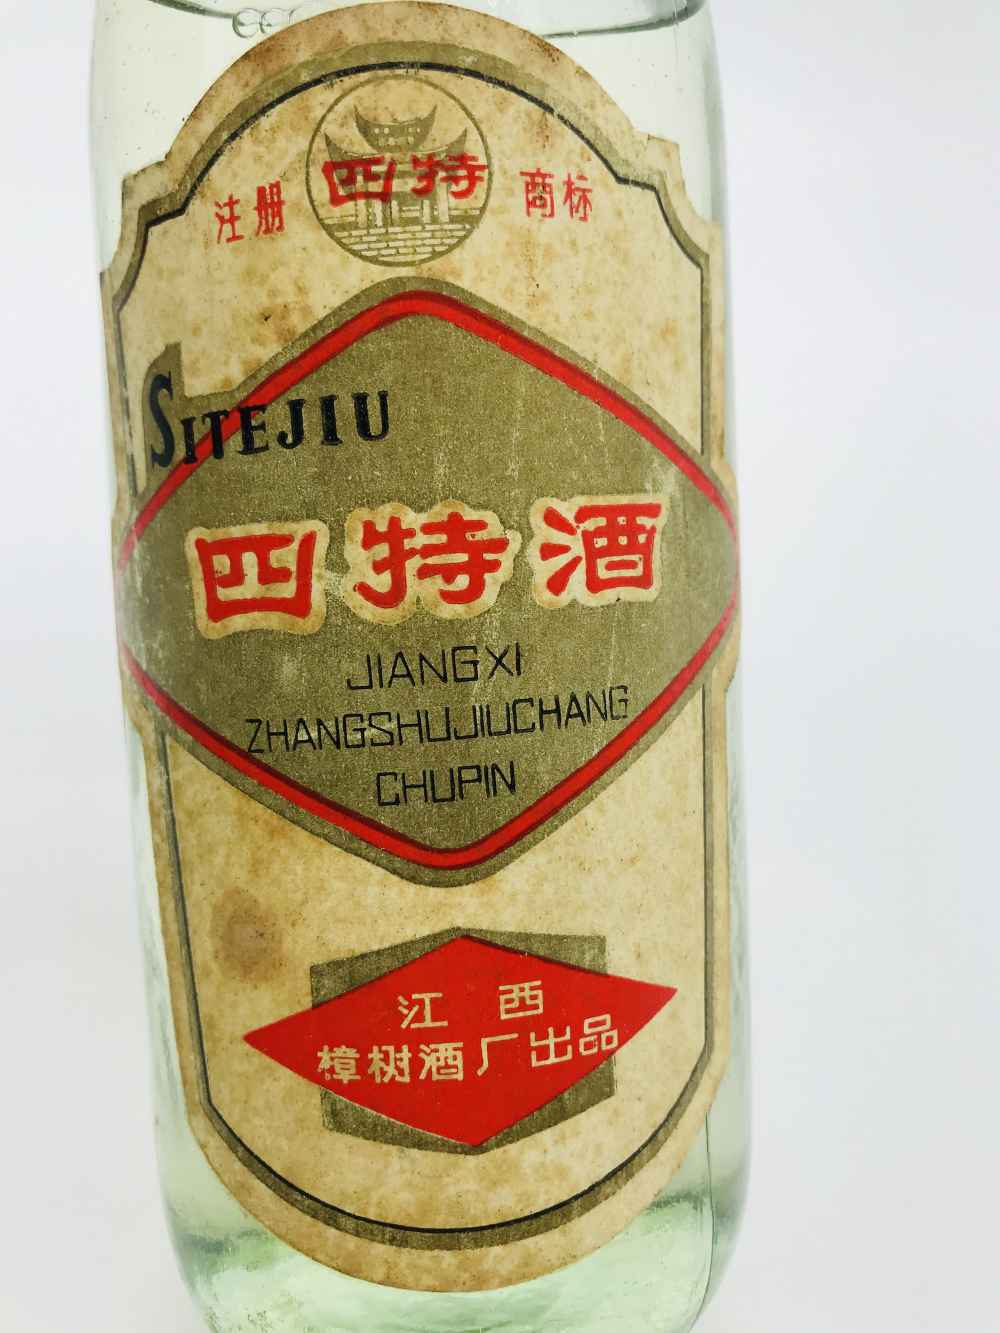 注册 四特 商标
SITEJIU
四特酒
JIANGXI
ZHANGSHUJIUCHANG
CHUPIN
江西
樟树酒厂出品